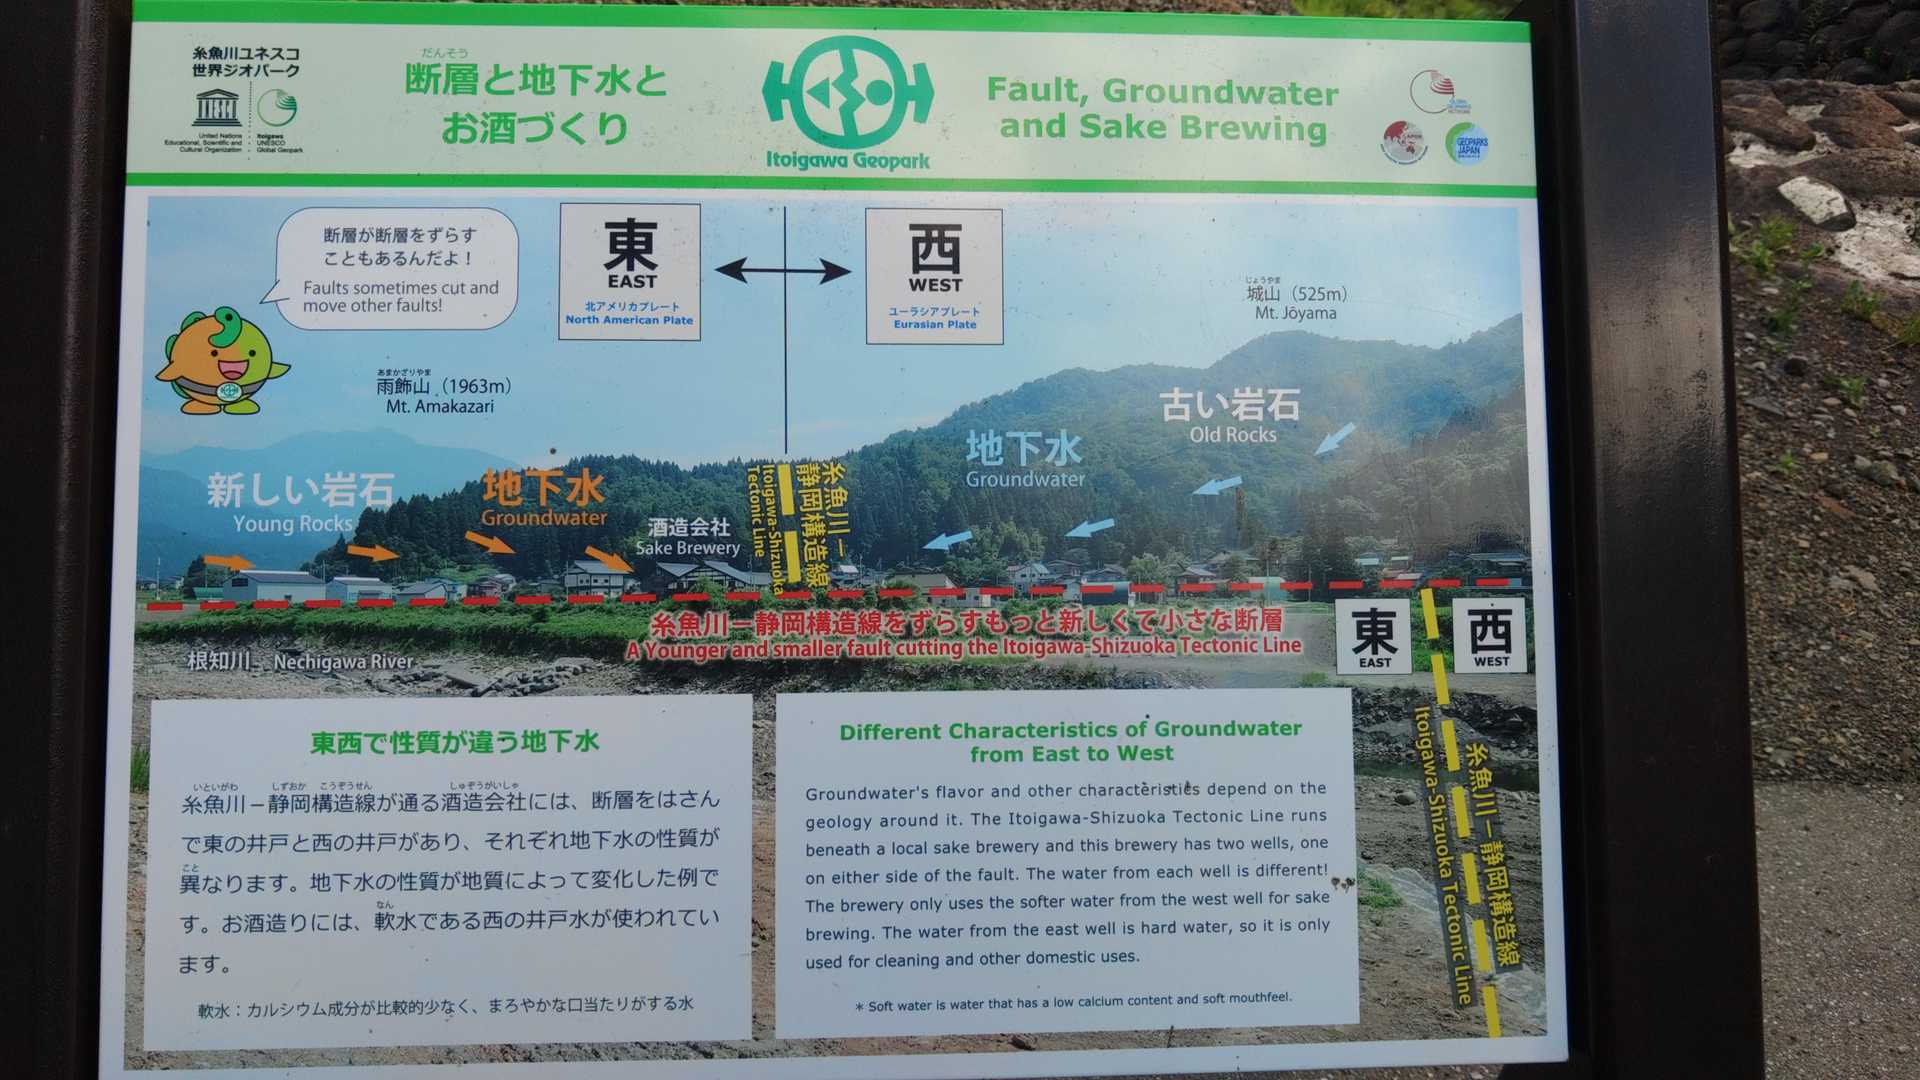 糸魚川ユネスコ
世界ジオパーク
United Nations
Educational, Scientific and
Cultural Organization
Itoigawa
UNESCO
Global Geopark
だんそう
断層と地下水と
お酒づくり
Itoigawa Geopark
Fault, Groundwater
and Sake Brewing
GLOBAL
GEOPARKS
NETWORK
GEOPARKS
JAPAN
断層が断層をずらす
こともあるんだよ！
Faults sometimes cut and
move other faults!
東
EAST
北アメリカプレート
North American Plate
西
WEST
ユーラシアプレート
Eurasian Plate
じょうやま
城山（525m）
Mt. Jōyama
あまかざりやま
雨飾山（1963m）
Mt. Amakazari
古い岩石
Old Rocks
地下水
Groundwater
新しい岩石
Young Rocks
地下水
Groundwater
酒造会社
Sake Brewery
糸魚川－
静岡構造線
Itoigawa-Shizuoka
Tectonic Line
糸魚川－静岡構造線をずらすもっと新しくて小さな断層
A Younger and smaller fault cutting the Itoigawa-Shizuoka Tectonic Line
根知川 Nechigawa River
東
EAST
西
WEST
糸魚川－静岡構造線
Itoigawa-Shizuoka Tectonic Line
東西で性質が違う地下水
いといがわ しずおか こうぞうせん しゅぞうがいしゃ
糸魚川－静岡構造線が通る酒造会社には、断層をはさん
で東の井戸と西の井戸があり、それぞれ地下水の性質が
こと
異なります。地下水の性質が地質によって変化した例で
なん
す。お酒造りには、軟水である西の井戸水が使われてい
ます。
軟水：カルシウム成分が比較的少なく、まろやかな口当たりがする水
Different Characteristics of Groundwater
from East to West
Groundwater's flavor and other characteristics depend on the
geology around it. The Itoigawa-Shizuoka Tectonic Line runs
beneath a local sake brewery and this brewery has two wells, one
on either side of the fault. The water from each well is different!
The brewery only uses the softer water from the west well for sake
brewing. The water from the east well is hard water, so it is only
used for cleaning and other domestic uses.
* Soft water is water that has a low calcium content and soft mouthfeel.